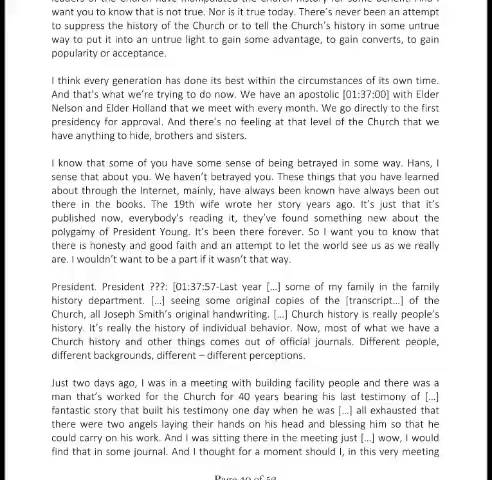 want you to know that is not true. Nor is it true today. There's never been an attempt
to suppress the history of the Church or to tell the Church's history in some untrue
way to put it into an untrue light to gain some advantage, to gain converts, to gain
popularity or acceptance.
I think every generation has done its best within the circumstances of its own time.
And that's what we're trying to do now. We have an apostolic [01:37:00] with Elder
Nelson and Elder Holland that we meet with every month. We go directly to the first
presidency for approval. And there's no feeling at that level of the Church that we
have anything to hide, brothers and sisters.
I know that some of you have some sense of being betrayed in some way. Hans, I
sense that about you. We haven't betrayed you. These things that you have learned
about through the Internet, mainly, have always been known have always been out
there in the books. The 19th wife wrote her story years ago. It's just that it's
published now, everybody's reading it, they've found something new about the
polygamy of President Young. It's been there forever. So I want you to know that
there is honesty and good faith and an attempt to let the world see us as we really
are. I wouldn't want to be a part if it wasn't that way.
President. President ???: [01:37:57-Last year [...] some of my family in the family
history department. [...] seeing some original copies of the [transcript...] of the
Church, all Joseph Smith's original handwriting. [...] Church history is really people's
history. It's really the history of individual behavior. Now, most of what we have a
Church history and other things comes out of official journals. Different people,
different backgrounds, different – different perceptions.
Just two days ago, I was in a meeting with building facility people and there was a
man that's worked for the Church for 40 years bearing his last testimony of [...]
fantastic story that built his testimony one day when he was [...] all exhausted that
there were two angels laying their hands on his head and blessing him so that he
could carry on his work. And I was sitting there in the meeting just [...] wow, I would
find that in some journal. And I thought for a moment should I, in this very meeting